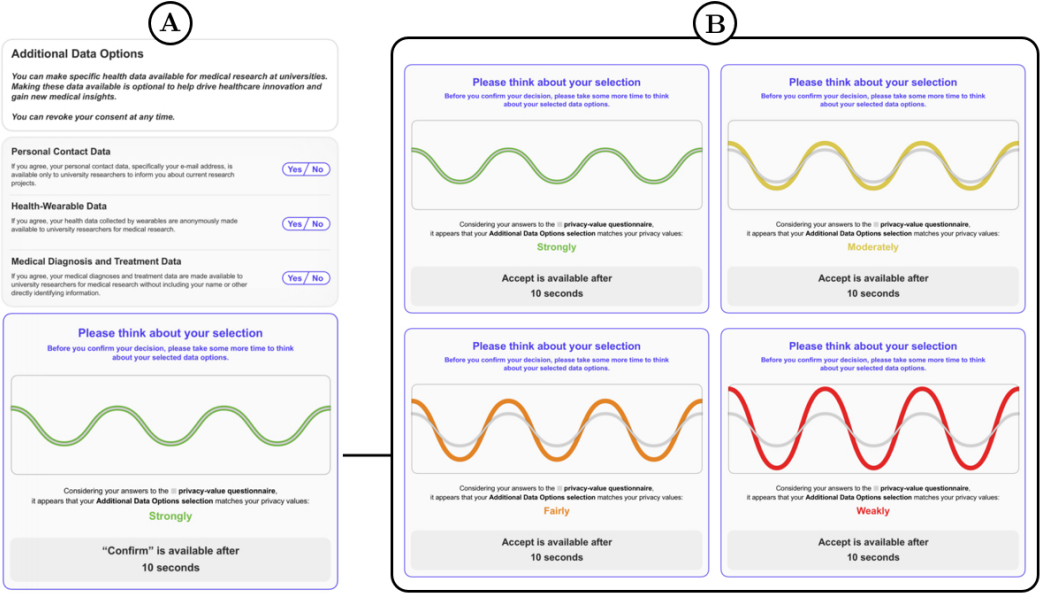 A
Additional Data Options
You can make specific health data available for medical research at universities.
Making these data available is optional to help drive healthcare innovation and
gain new medical insights.
You can revoke your consent at any time.
Personal Contact Data
If you agree, your personal contact data, specifically your e-mail address, is
available only to university researchers to inform you about current research
projects.
Yes / No
Health-Wearable Data
If you agree, your health data collected by wearables are anonymously made
available to university researchers for medical research.
Yes / No
Medical Diagnosis and Treatment Data
If you agree, your medical diagnoses and treatment data are made available to
university researchers for medical research without including your name or other
directly identifying information.
Yes / No
Please think about your selection
Before you confirm your decision, please take some more time to think
about your selected data options.
Considering your answers to the privacy-value questionnaire,
it appears that your Additional Data Options selection matches your privacy values:
Strongly
“Confirm” is available after
10 seconds
B
Please think about your selection
Before you confirm your decision, please take some more time to think
about your selected data options.
Considering your answers to the privacy-value questionnaire,
it appears that your Additional Data Options selection matches your privacy values:
Strongly
Accept is available after
10 seconds
Please think about your selection
Before you confirm your decision, please take some more time to think
about your selected data options.
Considering your answers to the privacy-value questionnaire,
it appears that your Additional Data Options selection matches your privacy values:
Moderately
Accept is available after
10 seconds
Please think about your selection
Before you confirm your decision, please take some more time to think
about your selected data options.
Considering your answers to the privacy-value questionnaire,
it appears that your Additional Data Options selection matches your privacy values:
Fairly
Accept is available after
10 seconds
Please think about your selection
Before you confirm your decision, please take some more time to think
about your selected data options.
Considering your answers to the privacy-value questionnaire,
it appears that your Additional Data Options selection matches your privacy values:
Weakly
Accept is available after
10 seconds